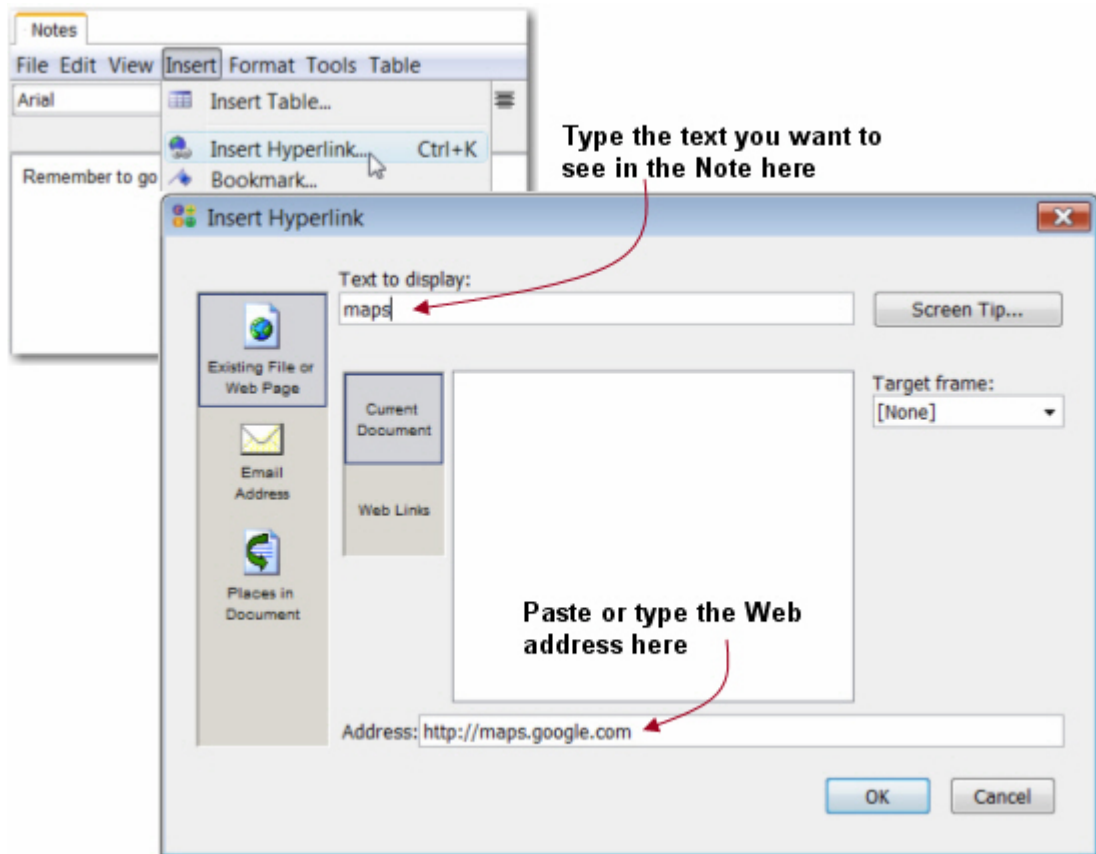 Notes
File Edit View Insert Format Tools Table
Arial
Insert Table...
Insert Hyperlink... Ctrl+K
Remember to go
Bookmark...
Type the text you want to
see in the Note here
Insert Hyperlink
Text to display:
maps
Screen Tip...
Existing File or
Web Page
Current
Document
Target frame:
[None]
Email
Address
Web Links
Places in
Document
Paste or type the Web
address here
Address: http://maps.google.com
OK
Cancel